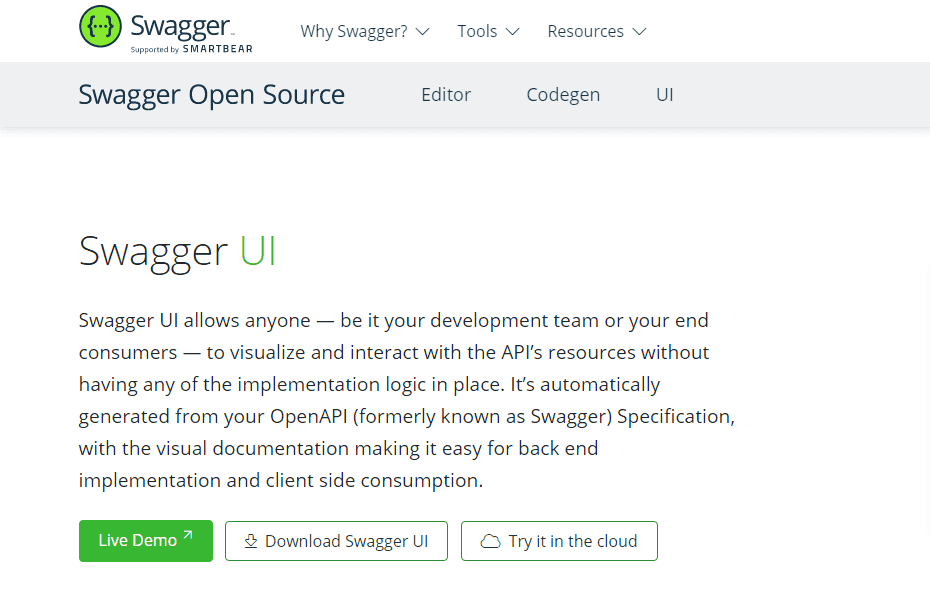 {···} Swagger™
Supported by SMARTBEAR
Why Swagger? Tools Resources
Swagger Open Source Editor Codegen UI
Swagger UI
Swagger UI allows anyone — be it your development team or your end
consumers — to visualize and interact with the API’s resources without
having any of the implementation logic in place. It’s automatically
generated from your OpenAPI (formerly known as Swagger) Specification,
with the visual documentation making it easy for back end
implementation and client side consumption.
Live Demo Download Swagger UI Try it in the cloud